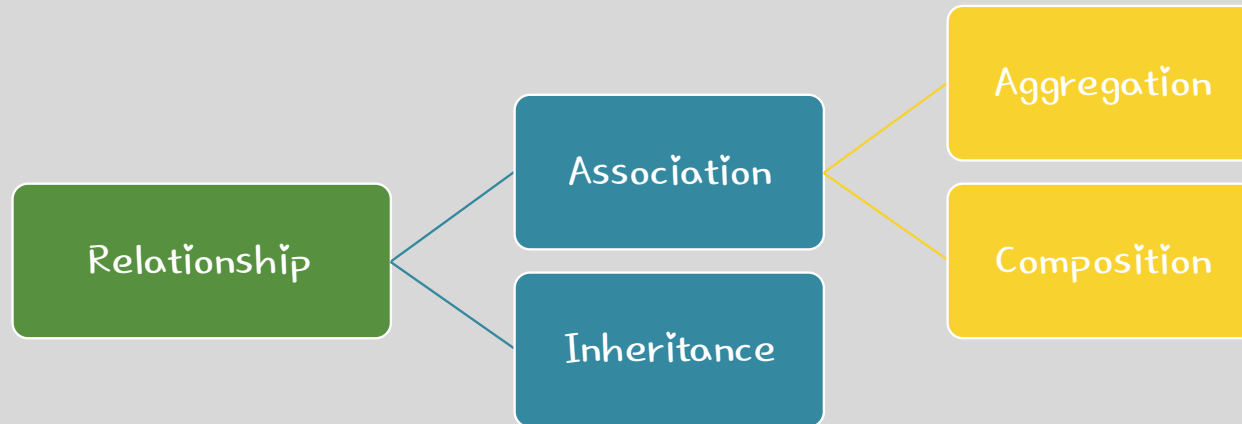 Aggregation
Association
Relationship
Composition
Inheritance